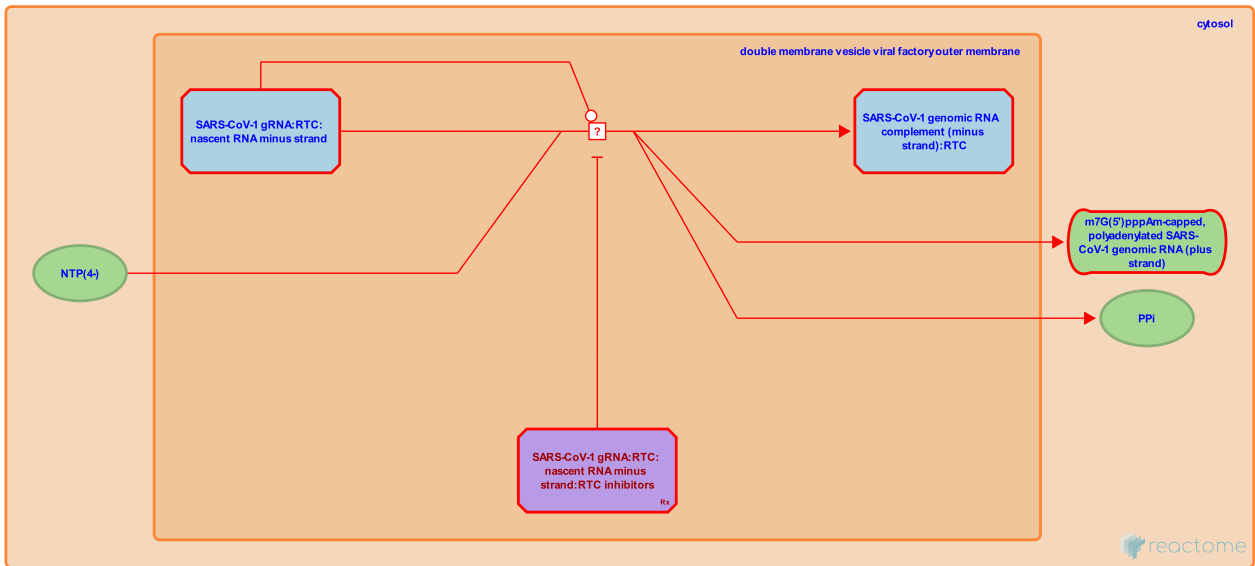 cytosol
double membrane vesicle viral factory outer membrane
SARS-CoV-1 gRNA:RTC:
nascent RNA minus strand
?
SARS-CoV-1 genomic RNA
complement (minus
strand):RTC
m7G(5')pppAm-capped,
polyadenylated SARS-
CoV-1 genomic RNA (plus
strand)
NTP(4-)
PPi
SARS-CoV-1 gRNA:RTC:
nascent RNA minus
strand:RTC inhibitors
Rx
reactome